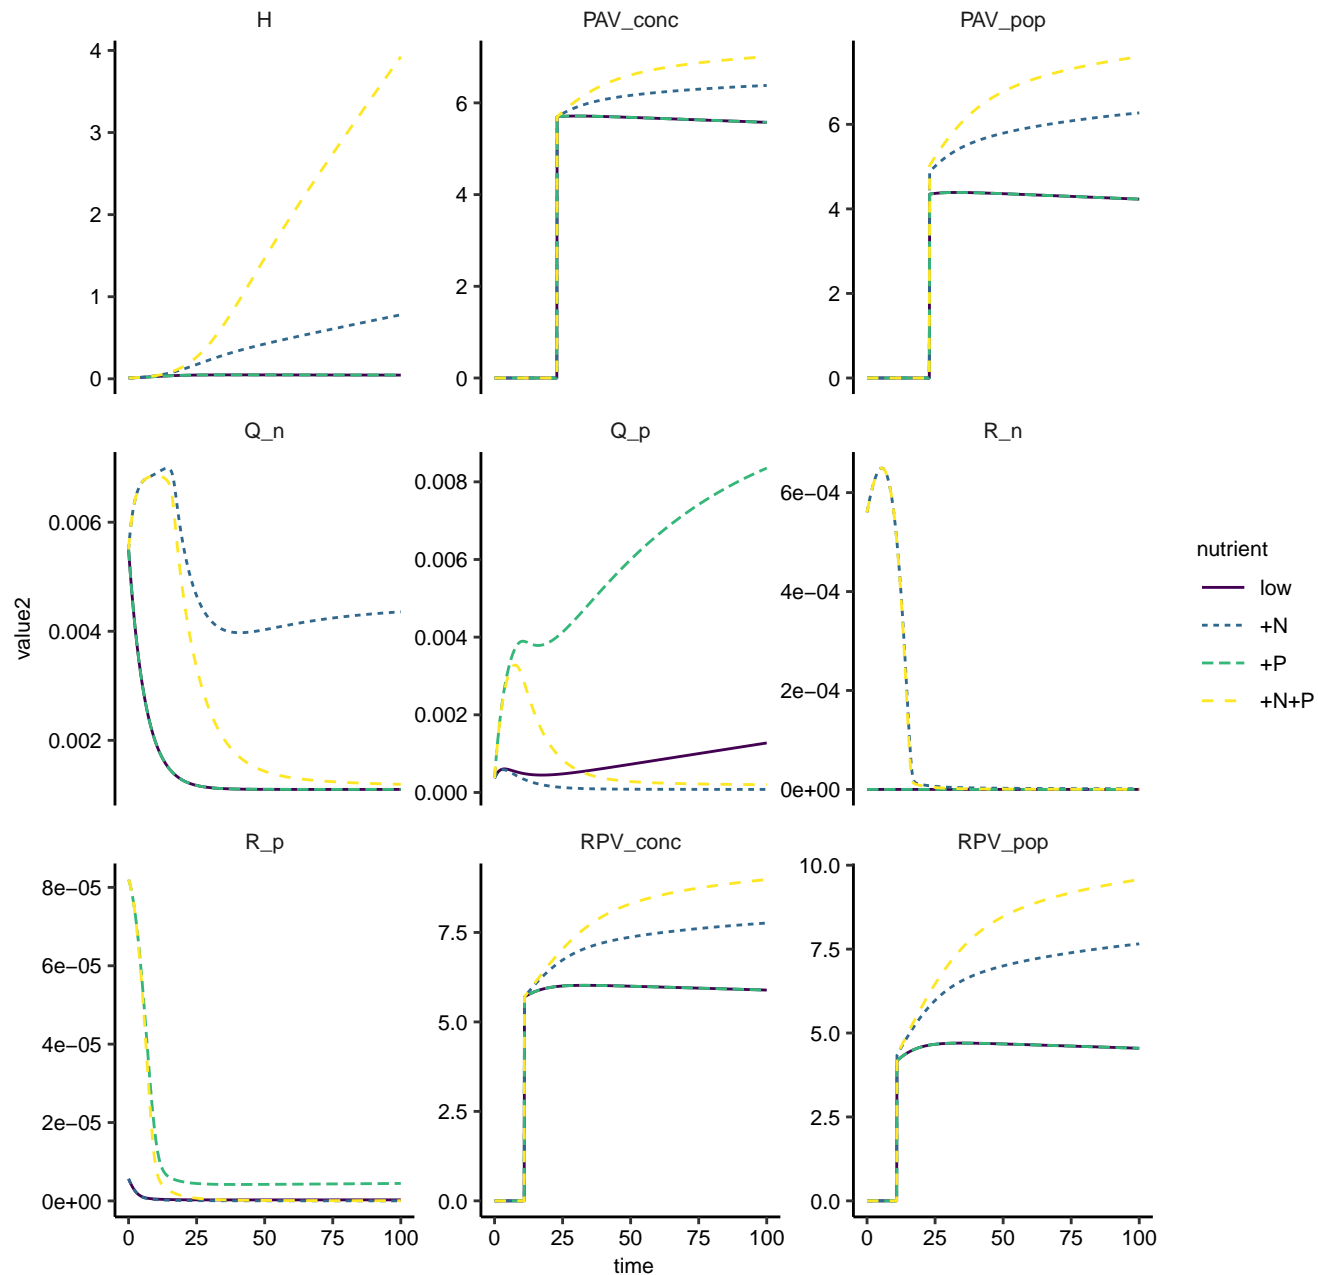 H
PAV_conc
PAV_pop
4
3
2
1
0
6
4
2
0
6
4
2
0
Q_n
Q_p
R_n
0.006
0.004
0.002
0.008
0.006
0.004
0.002
0.000
6e−04
4e−04
2e−04
0e+00
R_p
RPV_conc
RPV_pop
8e−05
6e−05
4e−05
2e−05
0e+00
7.5
5.0
2.5
0.0
10.0
7.5
5.0
2.5
0.0
0 25 50 75 100
0 25 50 75 100
0 25 50 75 100
time
value2
nutrient
low
+N
+P
+N+P